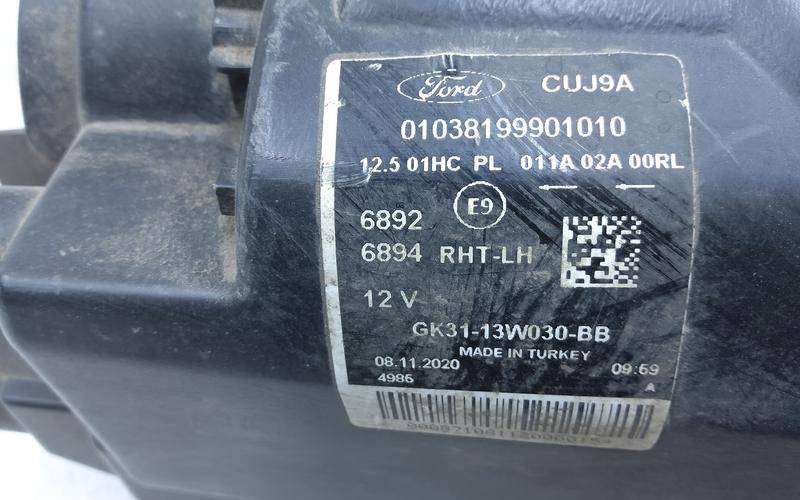 Ford CUJ9A
01038199901010
12.5 01HC PL 011A 02A 00RL
E9
6892
6894 RHT-LH
12 V
GK31-13W030-BB
MADE IN TURKEY
08.11.2020 09:59
4986 A